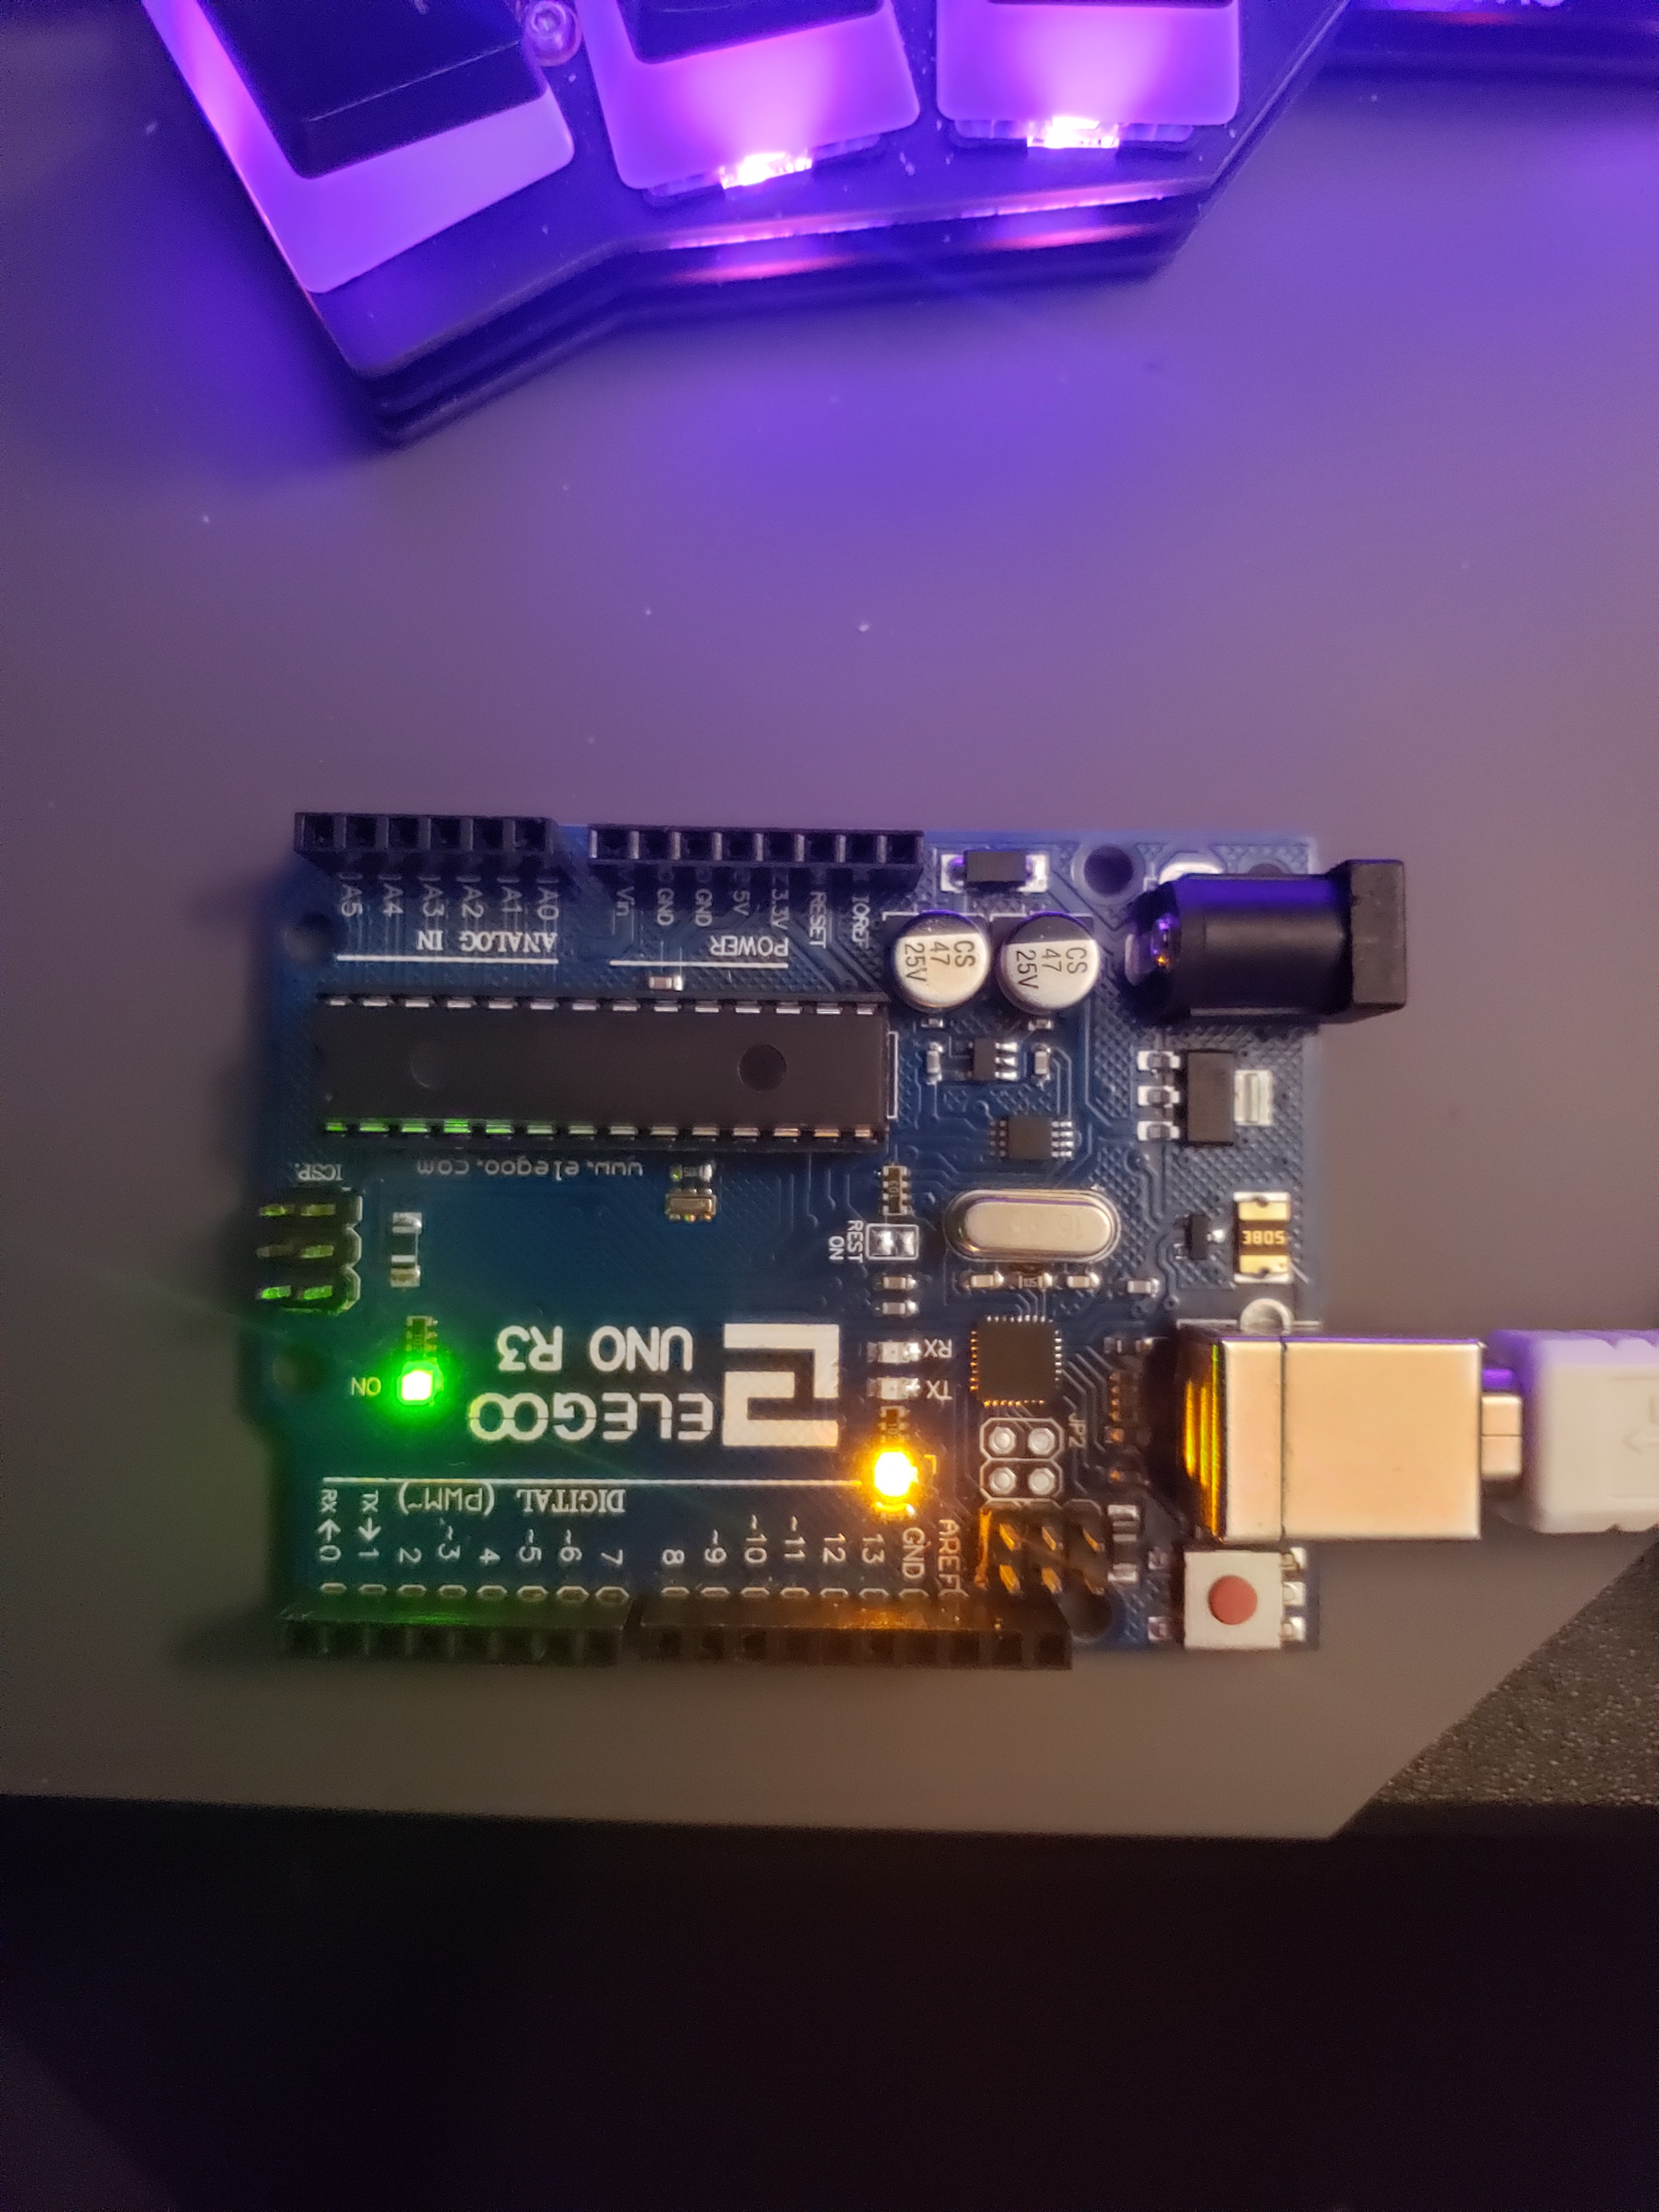 A5
A4
A3
A2
A1
A0
ANALOG IN
Vin
GND
GND
5V
3.3V
RESET
IOREF
POWER
CS
47
25V
CS
47
25V
www.elegoo.com
ICSP
REST
ON
RX
TX
ON
UNO R3
ELEGOO
L
JP2
DIGITAL (PWM~)
RX←0
TX→1
2
~3
4
~5
~6
7
8
~9
~10
~11
12
13
GND
AREF